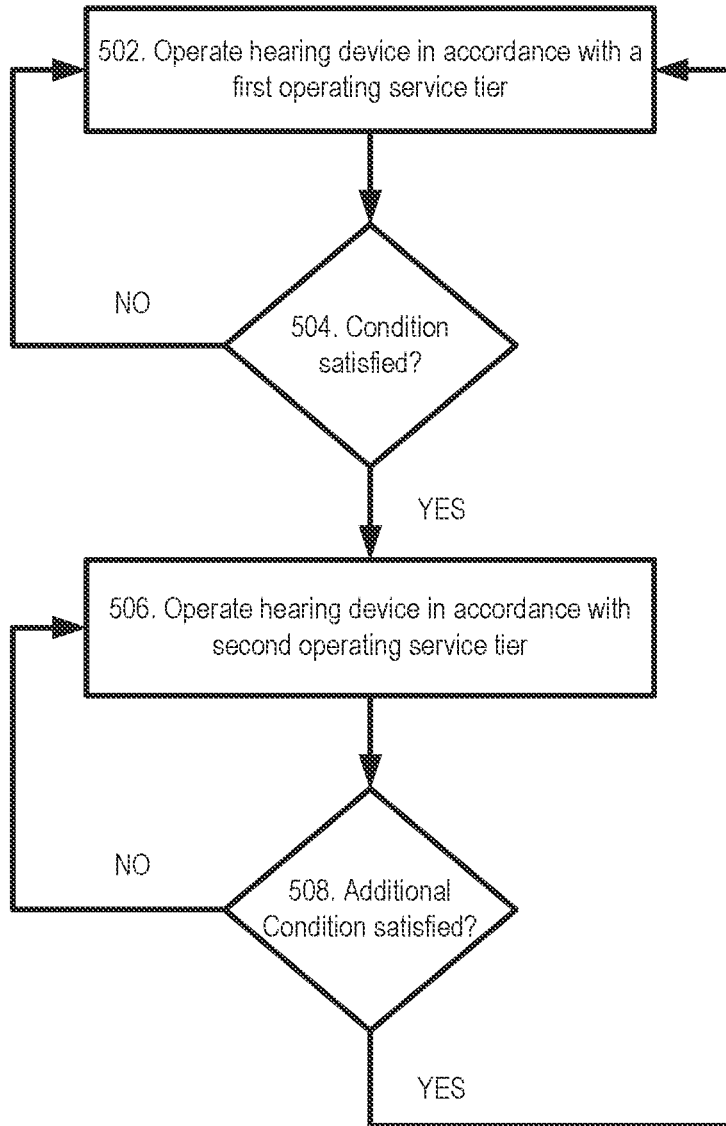 502. Operate hearing device in accordance with a
first operating service tier
NO
504. Condition
satisfied?
YES
506. Operate hearing device in accordance with
second operating service tier
NO
508. Additional
Condition satisfied?
YES